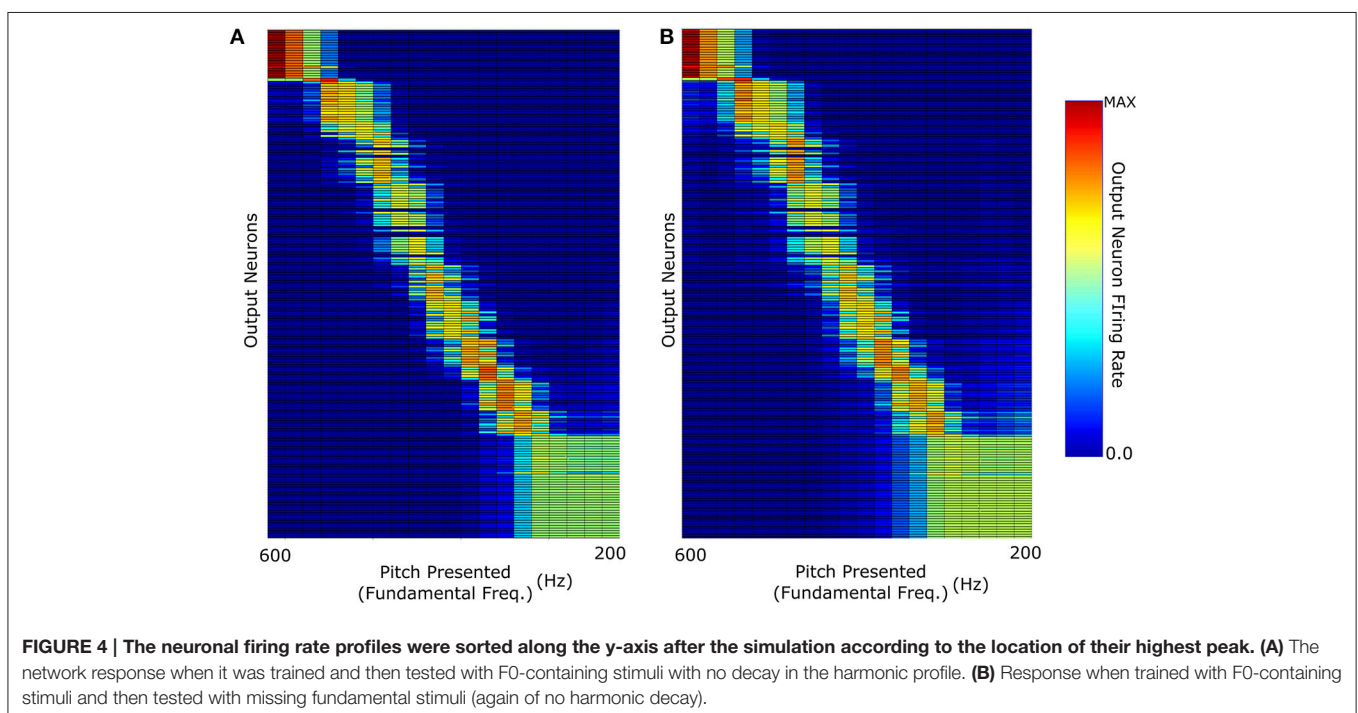 A
B
Output Neurons
Output Neurons
600
200
600
200
Pitch Presented
(Fundamental Freq.) (Hz)
Pitch Presented
(Fundamental Freq.) (Hz)
MAX
Output Neuron FIring Rate
0.0
FIGURE 4 | The neuronal firing rate profiles were sorted along the y-axis after the simulation according to the location of their highest peak. (A) The
network response when it was trained and then tested with F0-containing stimuli with no decay in the harmonic profile. (B) Response when trained with F0-containing
stimuli and then tested with missing fundamental stimuli (again of no harmonic decay).